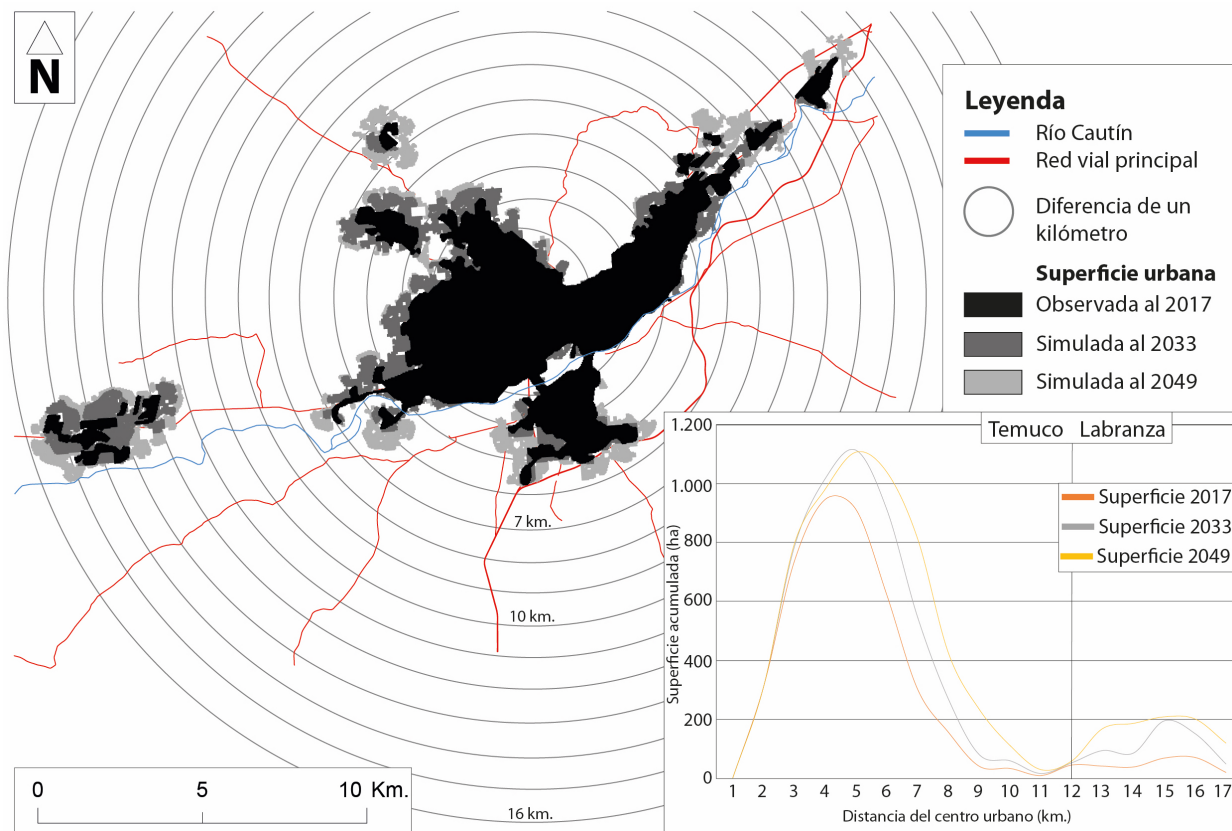 N
Leyenda
Río Cautín
Red vial principal
Diferencia de un
kilómetro
Superficie urbana
Observada al 2017
Simulada al 2033
Simulada al 2049
7 km.
10 km.
16 km.
0 5 10 Km.
Temuco Labranza
Superficie 2017
Superficie 2033
Superficie 2049
Superficie acumulada (ha)
1.200
1.000
800
600
400
200
0
1 2 3 4 5 6 7 8 9 10 11 12 13 14 15 16 17
Distancia del centro urbano (km.)